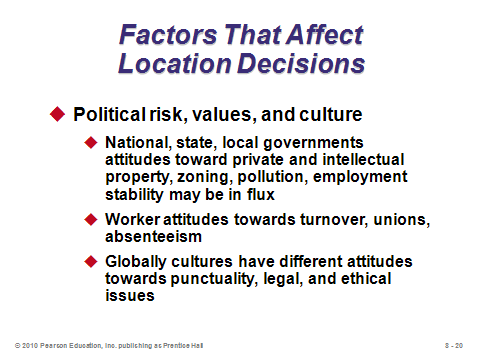 Factors That Affect
Location Decisions
Political risk, values, and culture
National, state, local governments
attitudes toward private and intellectual
property, zoning, pollution, employment
stability may be in flux
Worker attitudes towards turnover, unions,
absenteeism
Globally cultures have different attitudes
towards punctuality, legal, and ethical
issues
© 2010 Pearson Education, Inc. publishing as Prentice Hall
8 - 20